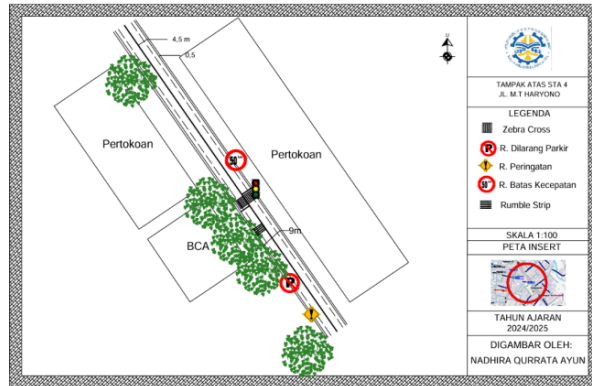 4,5 m
0,5
U
Pertokoan
Pertokoan
50
9m
BCA
P
TAMPAK ATAS STA 4
JL. M.T HARYONO
LEGENDA
Zebra Cross
P
R. Dilarang Parkir
R. Peringatan
50
R. Batas Kecepatan
Rumble Strip
SKALA 1:100
PETA INSERT
TAHUN AJARAN
2024/2025
DIGAMBAR OLEH:
NADHIRA QURRATA AYUN